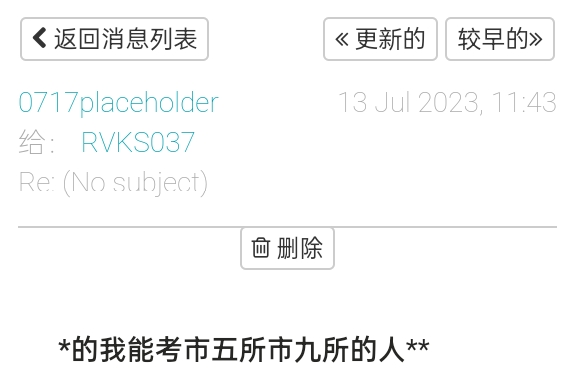 返回消息列表
« 更新的
较早的»
0717placeholder
13 Jul 2023, 11:43
给： RVKS037
Re: (No subject)
删除
*的我能考市五所市九所的人**